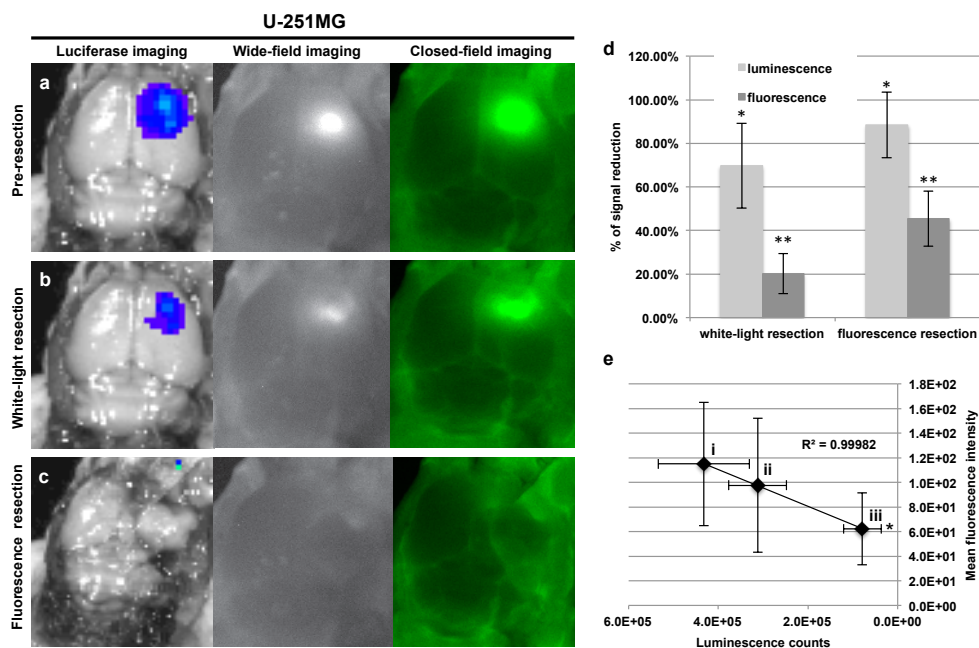 U-251MG
Luciferase imaging
Wide-field imaging
Closed-field imaging
Pre-resection
a
White-light resection
b
Fluorescence resection
c
d
120.00%
100.00%
80.00%
60.00%
40.00%
20.00%
0.00%
% of signal reduction
luminescence
fluorescence
*
**
*
**
white-light resection
fluorescence resection
e
1.8E+02
1.6E+02
1.4E+02
1.2E+02
1.0E+02
8.0E+01
6.0E+01
4.0E+01
2.0E+01
0.0E+00
Mean fluorescence intensity
R² = 0.99982
i
ii
iii
*
6.0E+05
4.0E+05
2.0E+05
0.0E+00
Luminescence counts